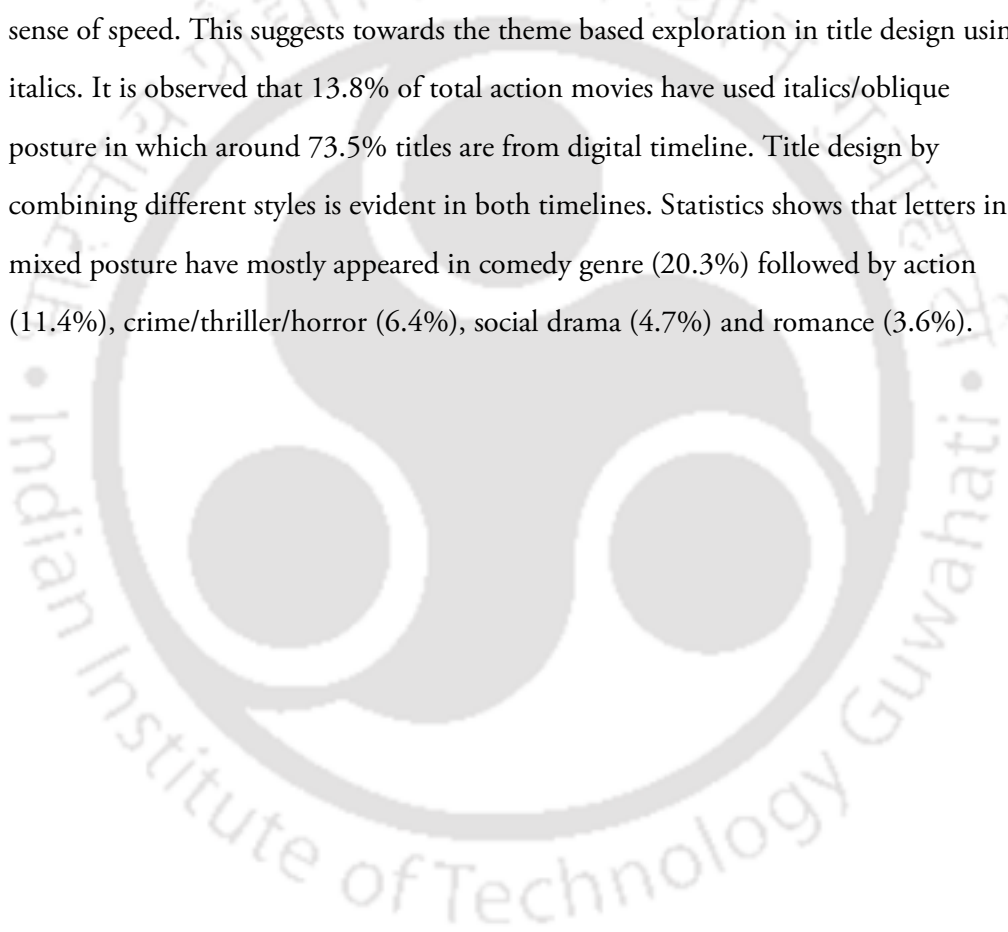 sense of speed. This suggests towards the theme based exploration in title design usin
italics. It is observed that 13.8% of total action movies have used italics/oblique
posture in which around 73.5% titles are from digital timeline. Title design by
combining different styles is evident in both timelines. Statistics shows that letters in
mixed posture have mostly appeared in comedy genre (20.3%) followed by action
(11.4%), crime/thriller/horror (6.4%), social drama (4.7%) and romance (3.6%).
Indian Institute of Technology Guwahati